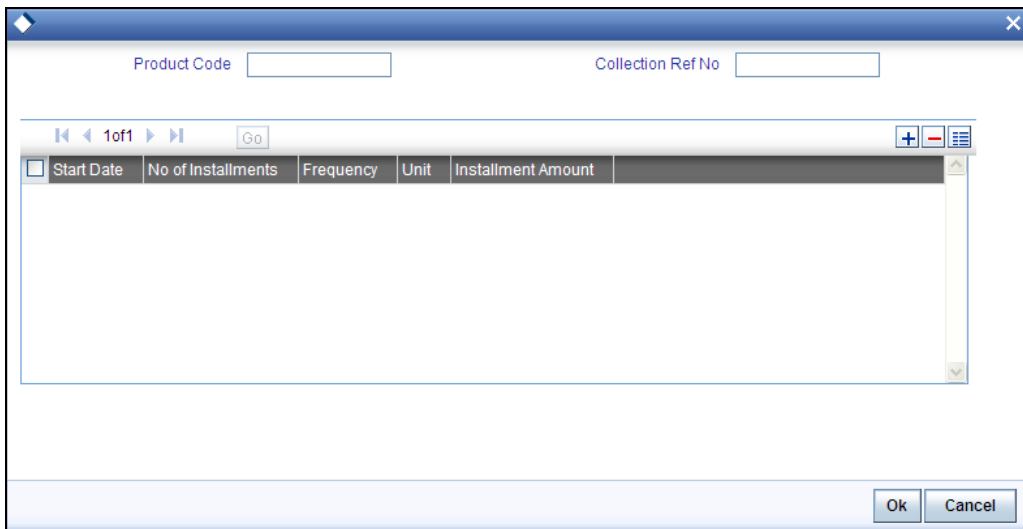 Product Code Collection Ref No
1of1 Go
Start Date No of Installments Frequency Unit Installment Amount
Ok Cancel